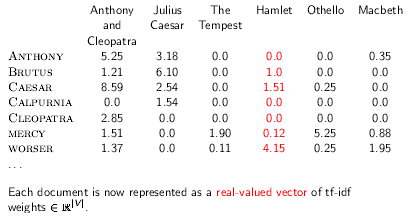 Anthony Julius The Hamlet Othello Macbeth
and Caesar Tempest
Cleopatra
ANTHONY 5.25 3.18 0.0 0.0 0.0 0.35
BRUTUS 1.21 6.10 0.0 1.0 0.0 0.0
CAESAR 8.59 2.54 0.0 1.51 0.25 0.0
CALPURNIA 0.0 1.54 0.0 0.0 0.0 0.0
CLEOPATRA 2.85 0.0 0.0 0.0 0.0 0.0
MERCY 1.51 0.0 1.90 0.12 5.25 0.88
WORSER 1.37 0.0 0.11 4.15 0.25 1.95
...
Each document is now represented as a real-valued vector of tf-idf
weights ∈ ℝ|V|.